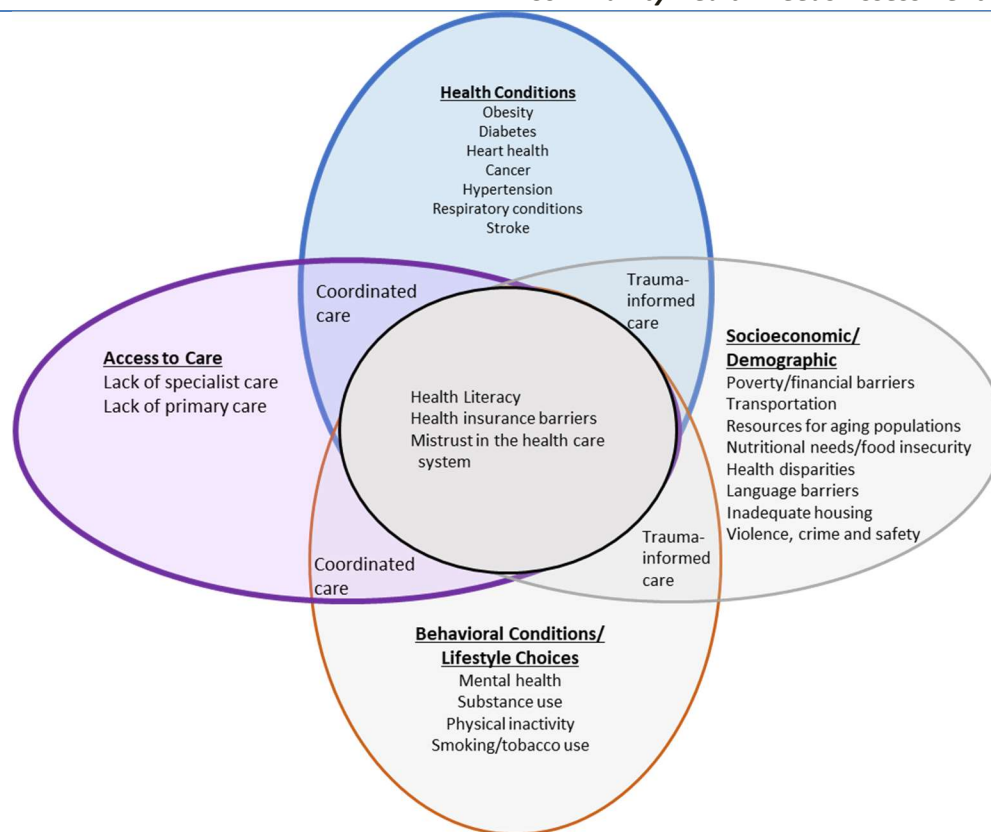 Health Conditions
Obesity
Diabetes
Heart health
Cancer
Hypertension
Respiratory conditions
Stroke
Coordinated
care
Trauma-
informed
care
Access to Care
Lack of specialist care
Lack of primary care
Health Literacy
Health insurance barriers
Mistrust in the health care
system
Socioeconomic/
Demographic
Poverty/financial barriers
Transportation
Resources for aging populations
Nutritional needs/food insecurity
Health disparities
Language barriers
Inadequate housing
Violence, crime and safety
Coordinated
care
Trauma-
informed
care
Behavioral Conditions/
Lifestyle Choices
Mental health
Substance use
Physical inactivity
Smoking/tobacco use